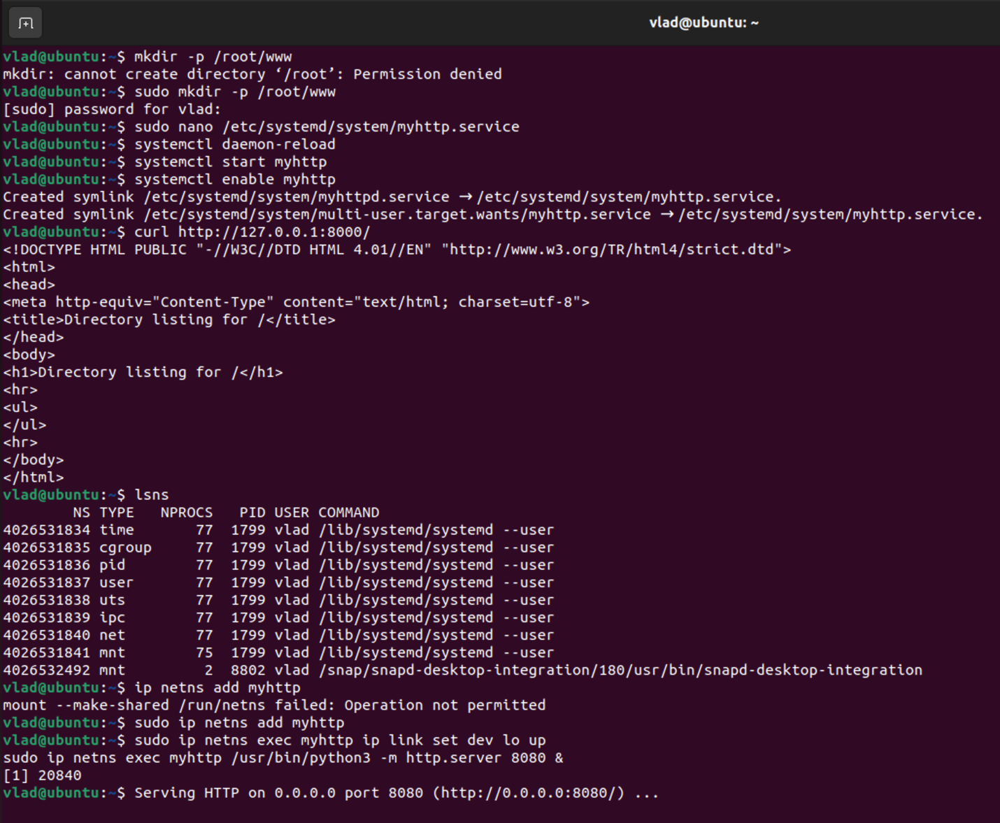 vlad@ubuntu: ~
vlad@ubuntu:~$ mkdir -p /root/www
mkdir: cannot create directory ‘/root’: Permission denied
vlad@ubuntu:~$ sudo mkdir -p /root/www
[sudo] password for vlad:
vlad@ubuntu:~$ sudo nano /etc/systemd/system/myhttp.service
vlad@ubuntu:~$ systemctl daemon-reload
vlad@ubuntu:~$ systemctl start myhttp
vlad@ubuntu:~$ systemctl enable myhttp
Created symlink /etc/systemd/system/myhttpd.service → /etc/systemd/system/myhttp.service.
Created symlink /etc/systemd/system/multi-user.target.wants/myhttp.service → /etc/systemd/system/myhttp.service.
vlad@ubuntu:~$ curl http://127.0.0.1:8000/
<!DOCTYPE HTML PUBLIC "-//W3C//DTD HTML 4.01//EN" "http://www.w3.org/TR/html4/strict.dtd">
<html>
<head>
<meta http-equiv="Content-Type" content="text/html; charset=utf-8">
<title>Directory listing for /</title>
</head>
<body>
<h1>Directory listing for /</h1>
<hr>
<ul>
</ul>
<hr>
</body>
</html>
vlad@ubuntu:~$ lsns
        NS TYPE   NPROCS   PID USER COMMAND
4026531834 time       77  1799 vlad /lib/systemd/systemd --user
4026531835 cgroup     77  1799 vlad /lib/systemd/systemd --user
4026531836 pid        77  1799 vlad /lib/systemd/systemd --user
4026531837 user       77  1799 vlad /lib/systemd/systemd --user
4026531838 uts        77  1799 vlad /lib/systemd/systemd --user
4026531839 ipc        77  1799 vlad /lib/systemd/systemd --user
4026531840 net        77  1799 vlad /lib/systemd/systemd --user
4026531841 mnt        75  1799 vlad /lib/systemd/systemd --user
4026532492 mnt         2  8802 vlad /snap/snapd-desktop-integration/180/usr/bin/snapd-desktop-integration
vlad@ubuntu:~$ ip netns add myhttp
mount --make-shared /run/netns failed: Operation not permitted
vlad@ubuntu:~$ sudo ip netns add myhttp
vlad@ubuntu:~$ sudo ip netns exec myhttp ip link set dev lo up
sudo ip netns exec myhttp /usr/bin/python3 -m http.server 8080 &
[1] 20840
vlad@ubuntu:~$ Serving HTTP on 0.0.0.0 port 8080 (http://0.0.0.0:8080/) ...